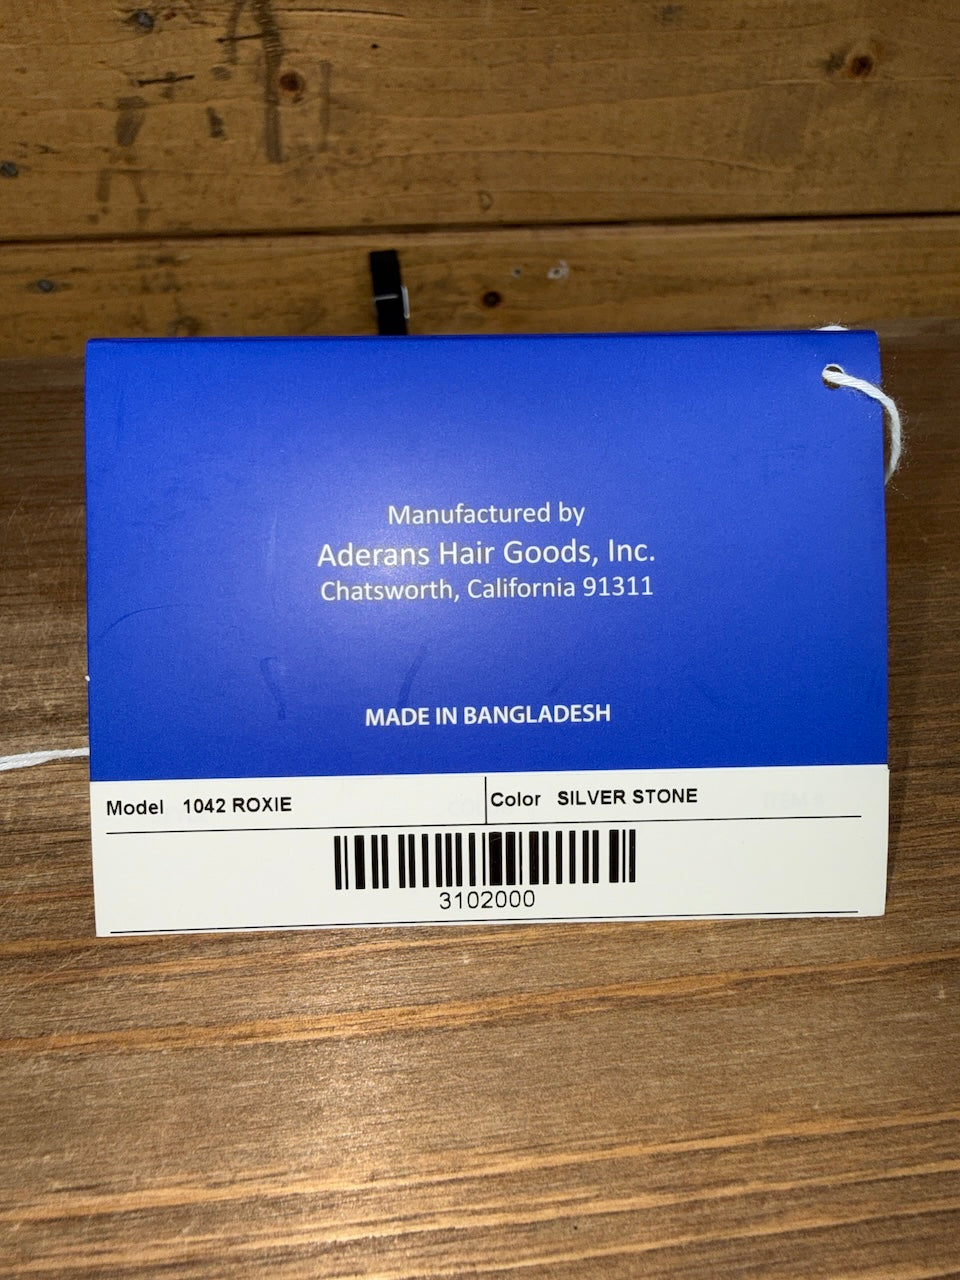 Manufactured by
Aderans Hair Goods, Inc.
Chatsworth, California 91311
MADE IN BANGLADESH
Model 1042 ROXIE Color SILVER STONE
3102000